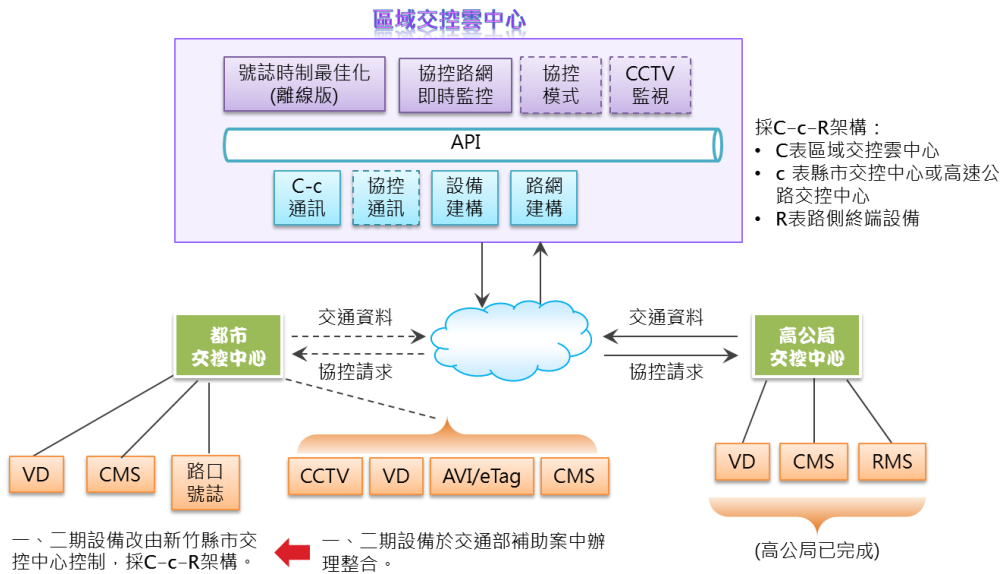 區域交控雲中心
號誌時制最佳化
(離線版)
協控路網
即時監控
協控
模式
CCTV
監視
API
C-c
通訊
協控
通訊
設備
建構
路網
建構
採C-c-R架構：
• C表區域交控雲中心
• c 表縣市交控中心或高速公
路交控中心
• R表路側終端設備
都市
交控中心
交通資料
協控請求
交通資料
協控請求
高公局
交控中心
VD
CMS
路口
號誌
CCTV
VD
AVI/eTag
CMS
VD
CMS
RMS
一、二期設備改由新竹縣市交
控中心控制，採C-c-R架構。
一、二期設備於交通部補助案中辦
理整合。
(高公局已完成)